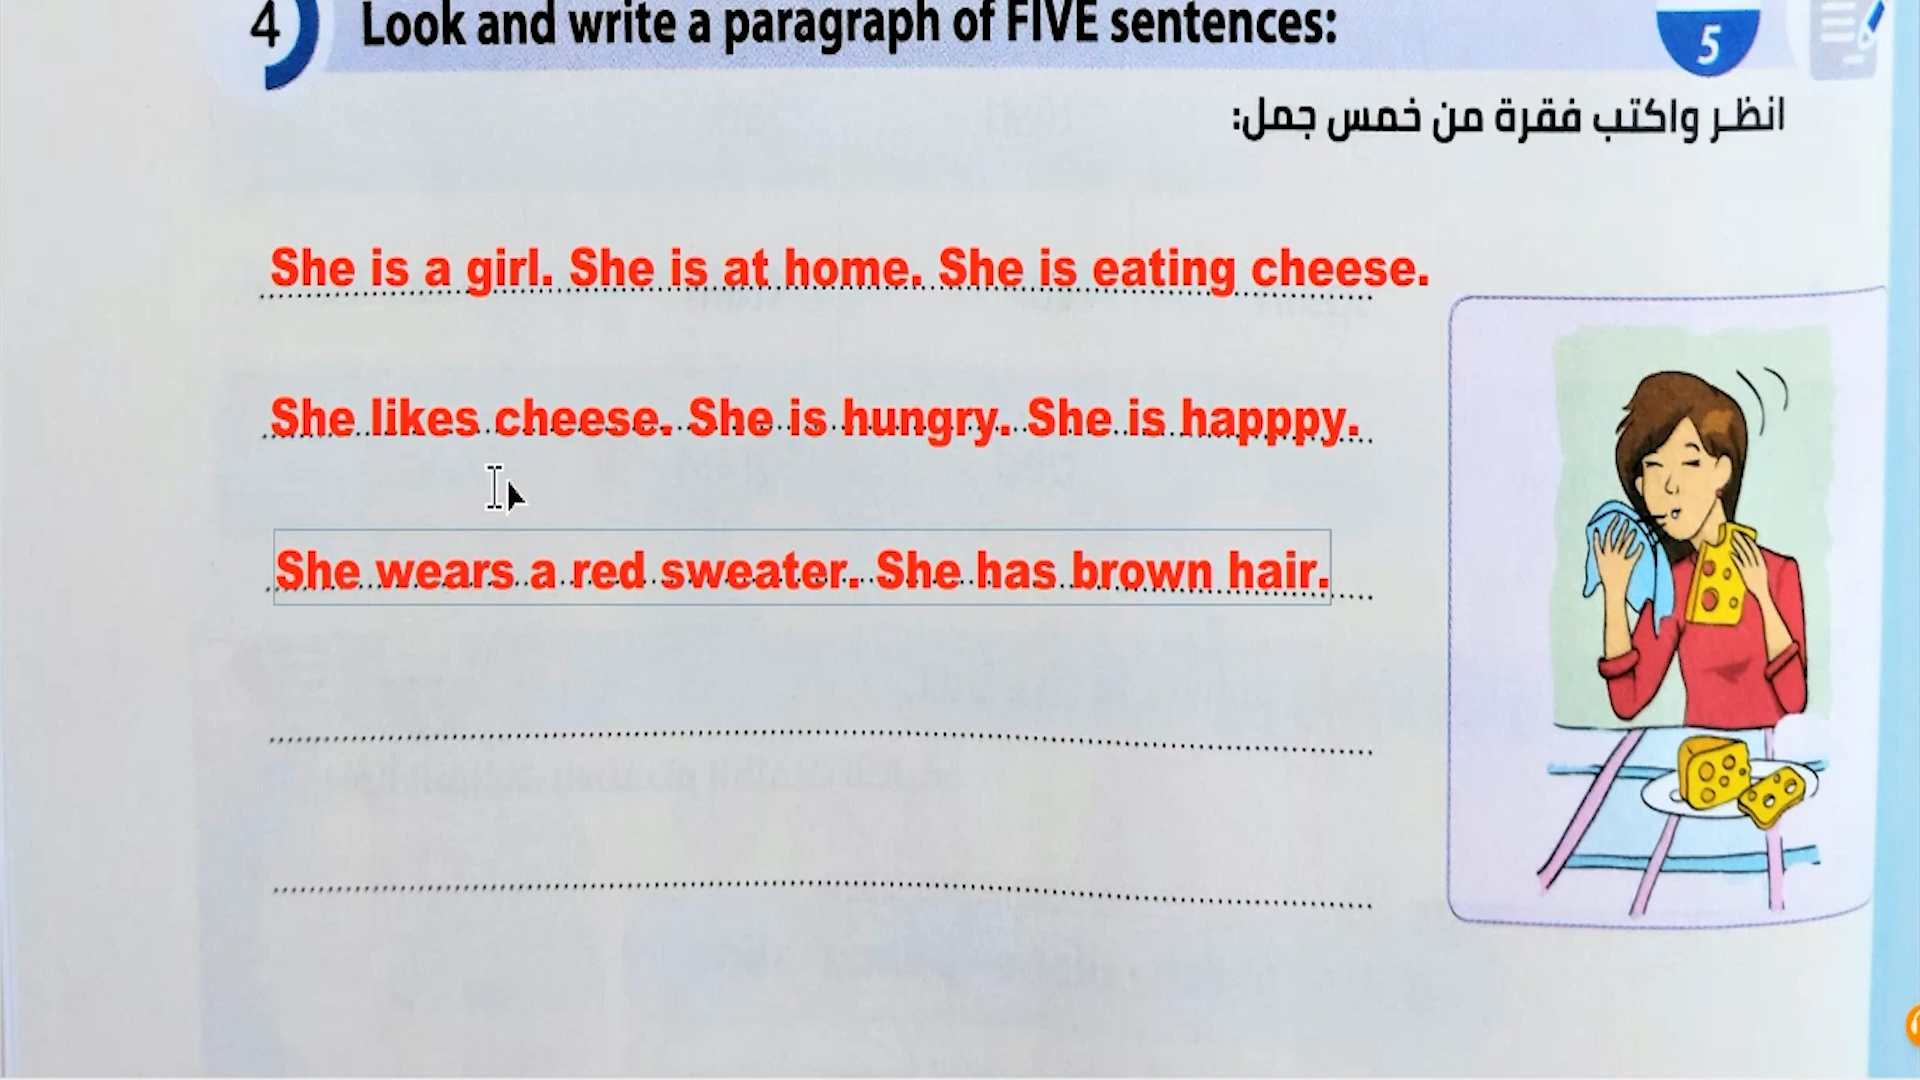 4 Look and write a paragraph of FIVE sentences: 5
انظر واكتب فقرة من خمس جمل:
She is a girl. She is at home. She is eating cheese.
She likes cheese. She is hungry. She is happpy.
She wears a red sweater. She has brown hair.